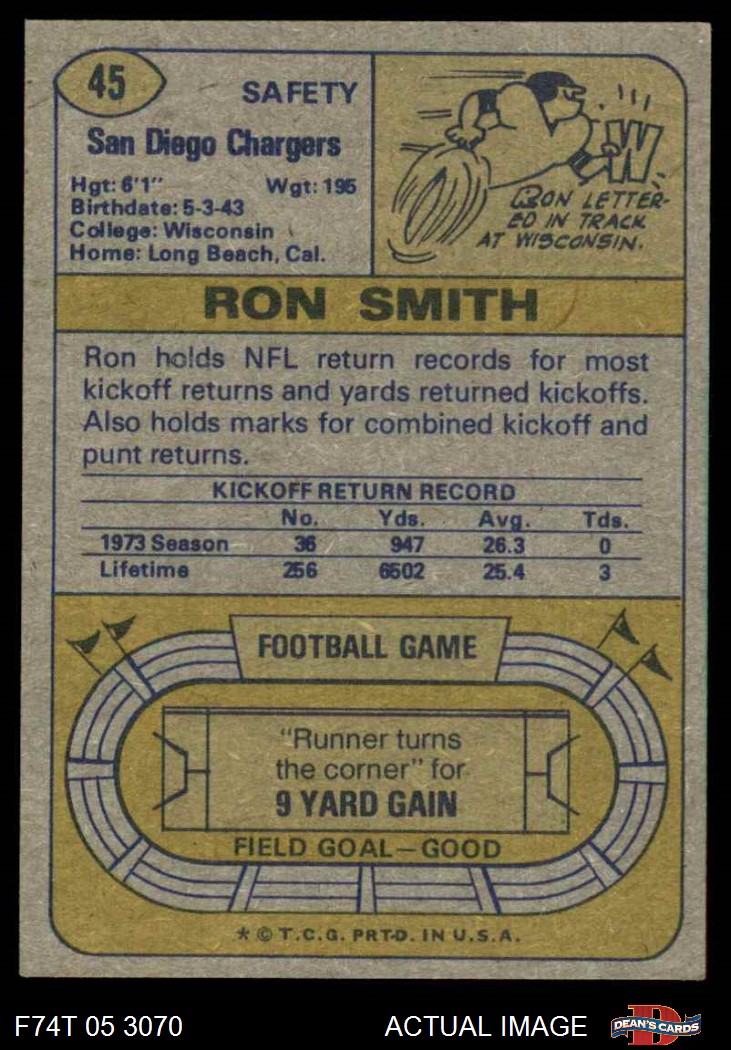 45
SAFETY
San Diego Chargers
Hgt: 6'1" Wgt: 195
Birthdate: 5-3-43
College: Wisconsin
Home: Long Beach, Cal.
W
RON LETTER-
ED IN TRACK
AT WISCONSIN.
RON SMITH
Ron holds NFL return records for most
kickoff returns and yards returned kickoffs.
Also holds marks for combined kickoff and
punt returns.
KICKOFF RETURN RECORD
No. Yds. Avg. Tds.
1973 Season 36 947 26.3 0
Lifetime 256 6502 25.4 3
FOOTBALL GAME
"Runner turns
the corner" for
9 YARD GAIN
FIELD GOAL—GOOD
* © T.C.G. PRTD. IN U.S.A.
F74T 05 3070 ACTUAL IMAGE
D
DEAN'S CARDS